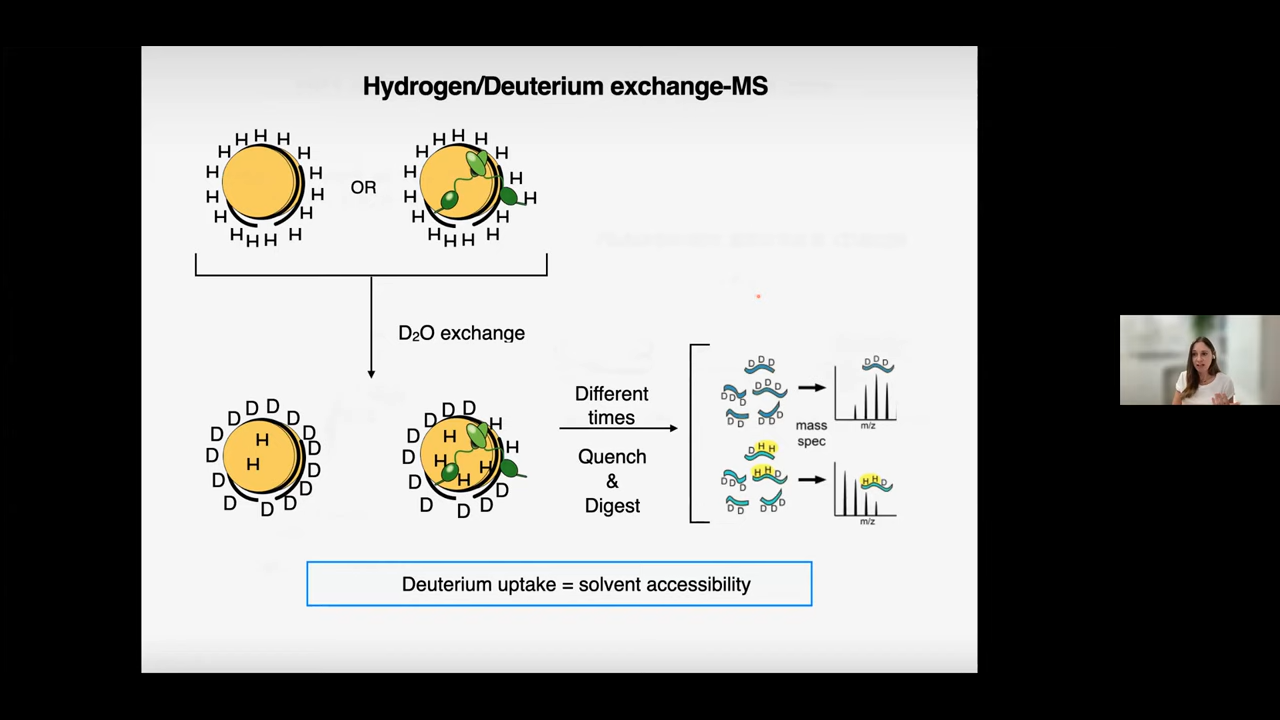 Hydrogen/Deuterium exchange-MS
H H H H H H H H H H H H H H H
OR
H H H H H H H H H H H H H H H
D₂O exchange
D D D D D D D D D D D D D D
H
H
D D D D D D D D D D D
H H H H H H
Different
times
Quench
&
Digest
D D D
D D D
D D D
D D
D D D
mass
spec
D D D
m/z
D H H
H H D
D D D
D D
D D D
H H D
m/z
Deuterium uptake = solvent accessibility